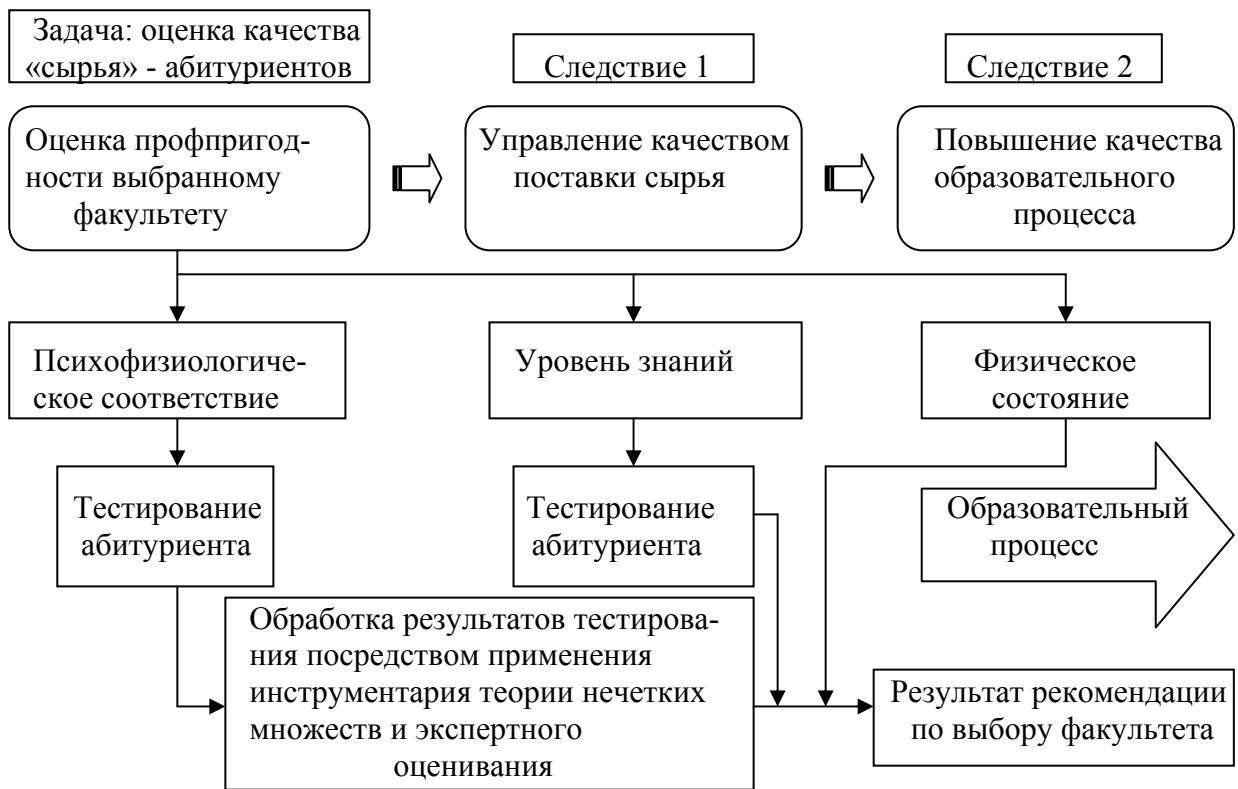 Задача: оценка качества
«сырья» - абитуриентов
Следствие 1
Следствие 2
Оценка профпригод-
ности выбранному
факультету
Управление качеством
поставки сырья
Повышение качества
образовательного
процесса
Психофизиологиче-
ское соответствие
Уровень знаний
Физическое
состояние
Тестирование
абитуриента
Тестирование
абитуриента
Образовательный
процесс
Обработка результатов тестирова-
ния посредством применения
инструментария теории нечетких
множеств и экспертного
оценивания
Результат рекомендации
по выбору факультета